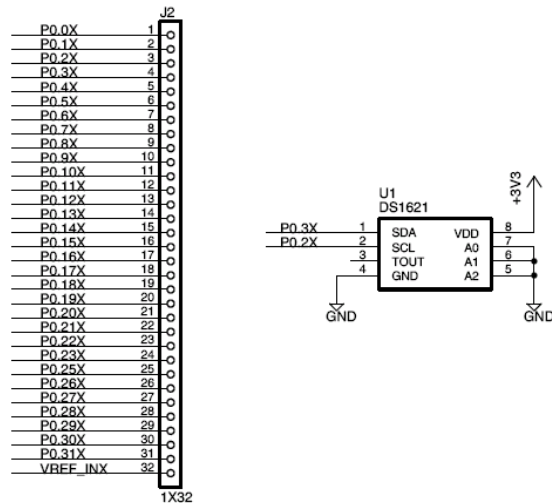 J2
P0.0X 1
P0.1X 2
P0.2X 3
P0.3X 4
P0.4X 5
P0.5X 6
P0.6X 7
P0.7X 8
P0.8X 9
P0.9X 10
P0.10X 11
P0.11X 12
P0.12X 13
P0.13X 14
P0.14X 15
P0.15X 16
P0.16X 17
P0.17X 18
P0.18X 19
P0.19X 20
P0.20X 21
P0.21X 22
P0.22X 23
P0.23X 24
P0.25X 25
P0.26X 26
P0.27X 27
P0.28X 28
P0.29X 29
P0.30X 30
P0.31X 31
VREF_INX 32
1X32
+3V3
U1
DS1621
P0.3X 1 SDA VDD 8
P0.2X 2 SCL A0 7
3 TOUT A1 6
4 GND A2 5
GND GND